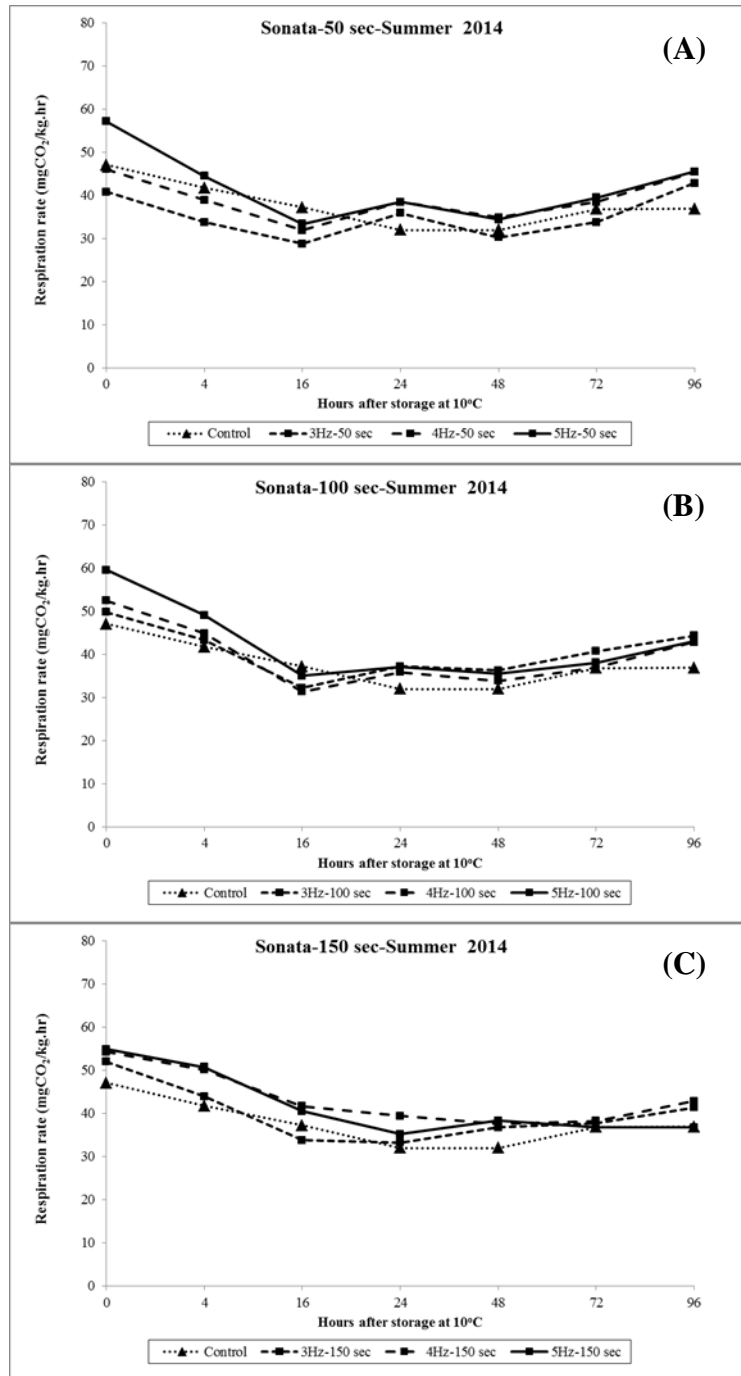 Sonata-50 sec-Summer 2014
(A)
Respiration rate (mgCO₂/kg.hr)
80
70
60
50
40
30
20
10
0
0 4 16 24 48 72 96
Hours after storage at 10°C
Control 3Hz-50 sec 4Hz-50 sec 5Hz-50 sec
Sonata-100 sec-Summer 2014
(B)
Respiration rate (mgCO₂/kg.hr)
80
70
60
50
40
30
20
10
0
0 4 16 24 48 72 96
Hours after storage at 10°C
Control 3Hz-100 sec 4Hz-100 sec 5Hz-100 sec
Sonata-150 sec-Summer 2014
(C)
Respiration rate (mgCO₂/kg.hr)
80
70
60
50
40
30
20
10
0
0 4 16 24 48 72 96
Hours after storage at 10°C
Control 3Hz-150 sec 4Hz-150 sec 5Hz-150 sec